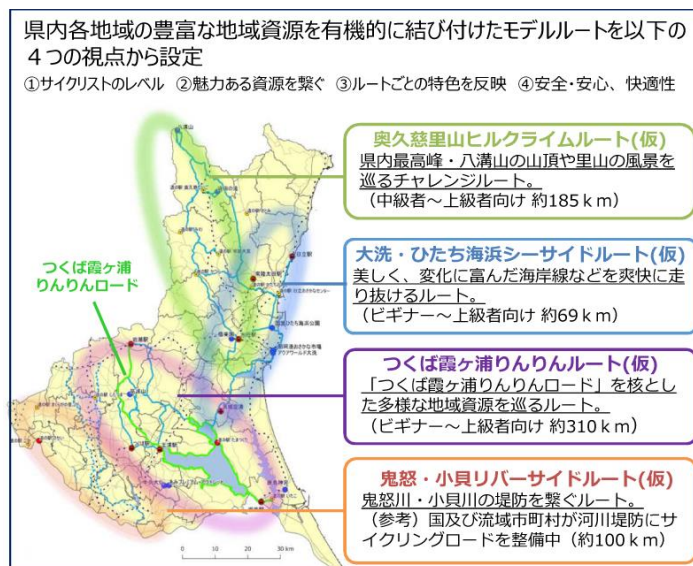 県内各地域の豊富な地域資源を有機的に結び付けたモデルルートを以下の
４つの視点から設定
①サイクリストのレベル ②魅力ある資源を繋ぐ ③ルートごとの特色を反映 ④安全・安心、快適性
奥久慈里山ヒルクライムルート(仮)
県内最高峰・八溝山の山頂や里山の風景を
巡るチャレンジルート。
（中級者～上級者向け 約185ｋｍ）
大洗・ひたち海浜シーサイドルート(仮)
美しく、変化に富んだ海岸線などを爽快に走
り抜けるルート。
（ビギナー～上級者向け 約69ｋｍ）
つくば霞ヶ浦
りんりんロード
つくば霞ヶ浦りんりんルート(仮)
「つくば霞ヶ浦りんりんロード」を核とし
た多様な地域資源を巡るルート。
（ビギナー～上級者向け 約310ｋｍ）
鬼怒・小貝リバーサイドルート(仮)
鬼怒川・小貝川の堤防を繋ぐルート。
（参考）国及び流域市町村が河川堤防にサ
イクリングロードを整備中（約100ｋｍ）
日立駅
アクアワールド大洗
0 10 20 30 km